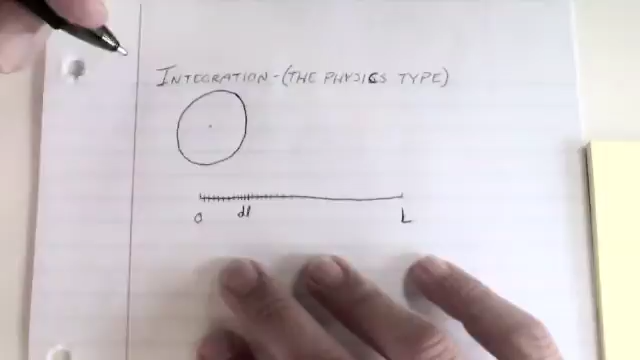 INTEGRATION-(THE PHYSICS TYPE)
0 dl L